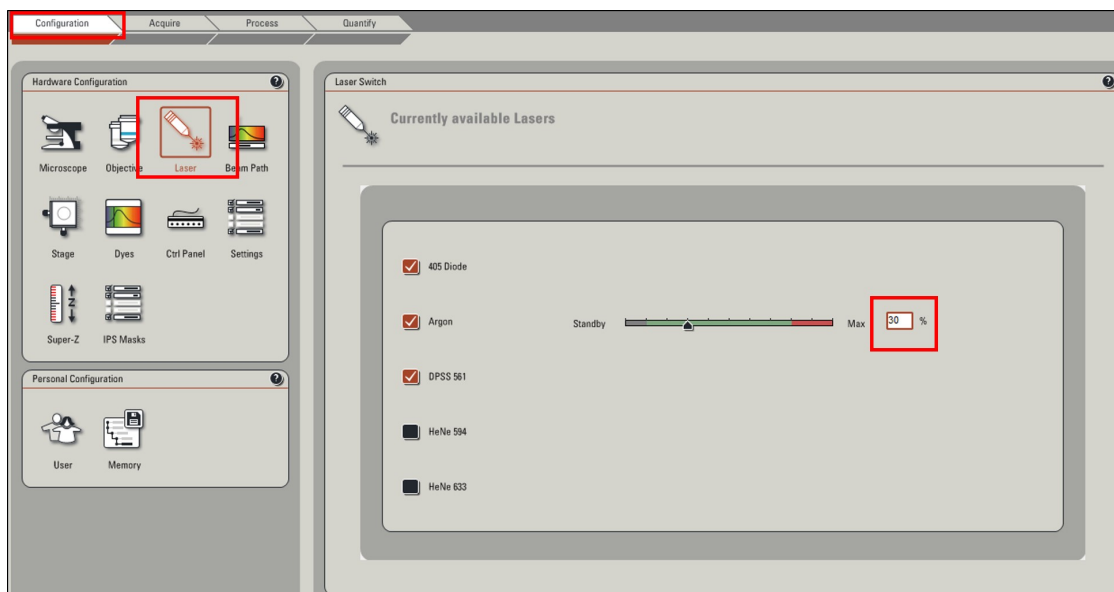 Configuration Acquire Process Quantify
Hardware Configuration
Microscope Objective Laser Beam Path
Stage Dyes Ctrl Panel Settings
Super-Z IPS Masks
Personal Configuration
User Memory
Laser Switch
Currently available Lasers
405 Diode
Argon Standby Max 30 %
DPSS 561
HeNe 594
HeNe 633